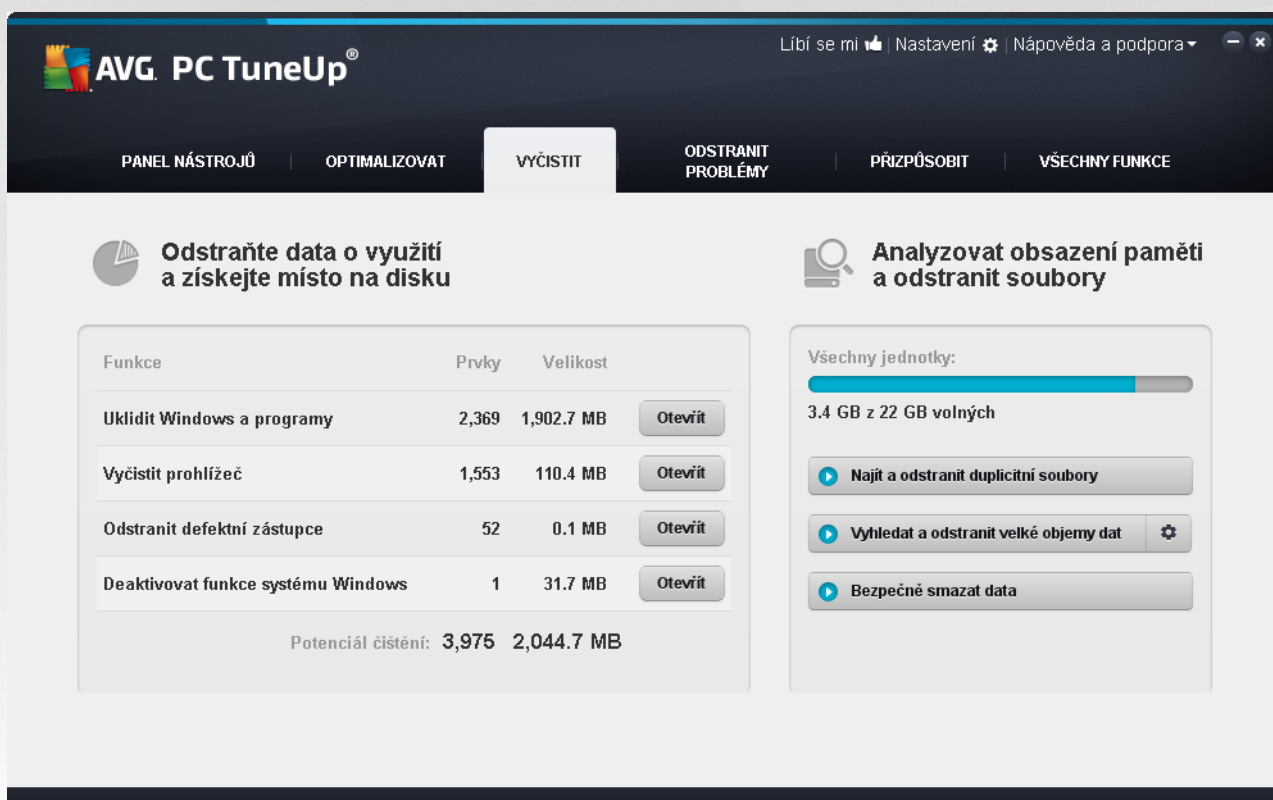 Líbí se mi | Nastavení | Nápověda a podpora
AVG. PC TuneUp®
PANEL NÁSTROJŮ
OPTIMALIZOVAT
VYČISTIT
ODSTRANIT
PROBLÉMY
PŘIZPŮSOBIT
VŠECHNY FUNKCE
Odstraňte data o využití
a získejte místo na disku
Funkce Prvky Velikost
Uklidit Windows a programy 2,369 1,902.7 MB Otevřít
Vyčistit prohlížeč 1,553 110.4 MB Otevřít
Odstranit defektní zástupce 52 0.1 MB Otevřít
Deaktivovat funkce systému Windows 1 31.7 MB Otevřít
Potenciál čištění: 3,975 2,044.7 MB
Analyzovat obsazení paměti
a odstranit soubory
Všechny jednotky:
3.4 GB z 22 GB volných
Najít a odstranit duplicitní soubory
Vyhledat a odstranit velké objemy dat
Bezpečně smazat data